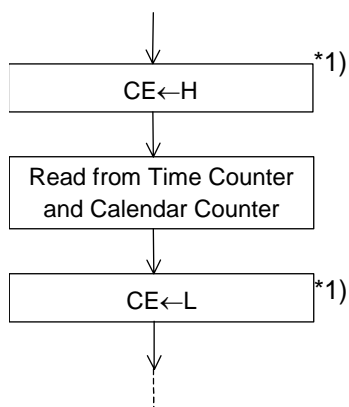 *1)
CE←H
Read from Time Counter
and Calendar Counter
*1)
CE←L